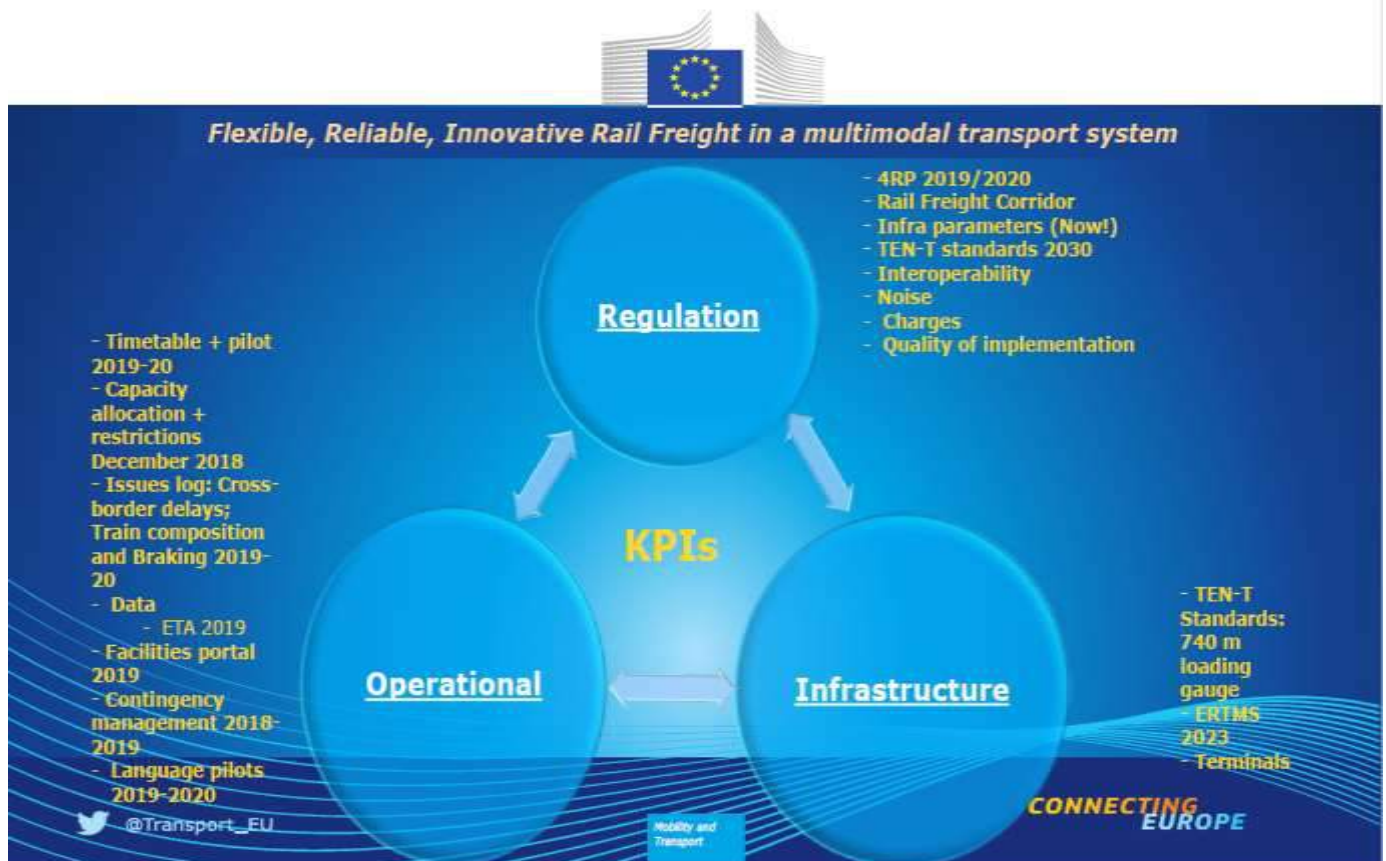 Flexible, Reliable, Innovative Rail Freight in a multimodal transport system
- 4RP 2019/2020
- Rail Freight Corridor
- Infra parameters (Now!)
- TEN-T standards 2030
- Interoperability
- Noise
- Charges
- Quality of implementation
Regulation
- Timetable + pilot
2019-20
- Capacity
allocation +
restrictions
December 2018
- Issues log: Cross-
border delays;
Train composition
and Braking 2019-
20
- Data
- ETA 2019
- Facilities portal
2019
- Contingency
management 2018-
2019
- Language pilots
2019-2020
KPIs
Operational
Infrastructure
- TEN-T
Standards:
740 m
loading
gauge
- ERTMS
2023
- Terminals
@Transport_EU
Mobility and
Transport
CONNECTING
EUROPE